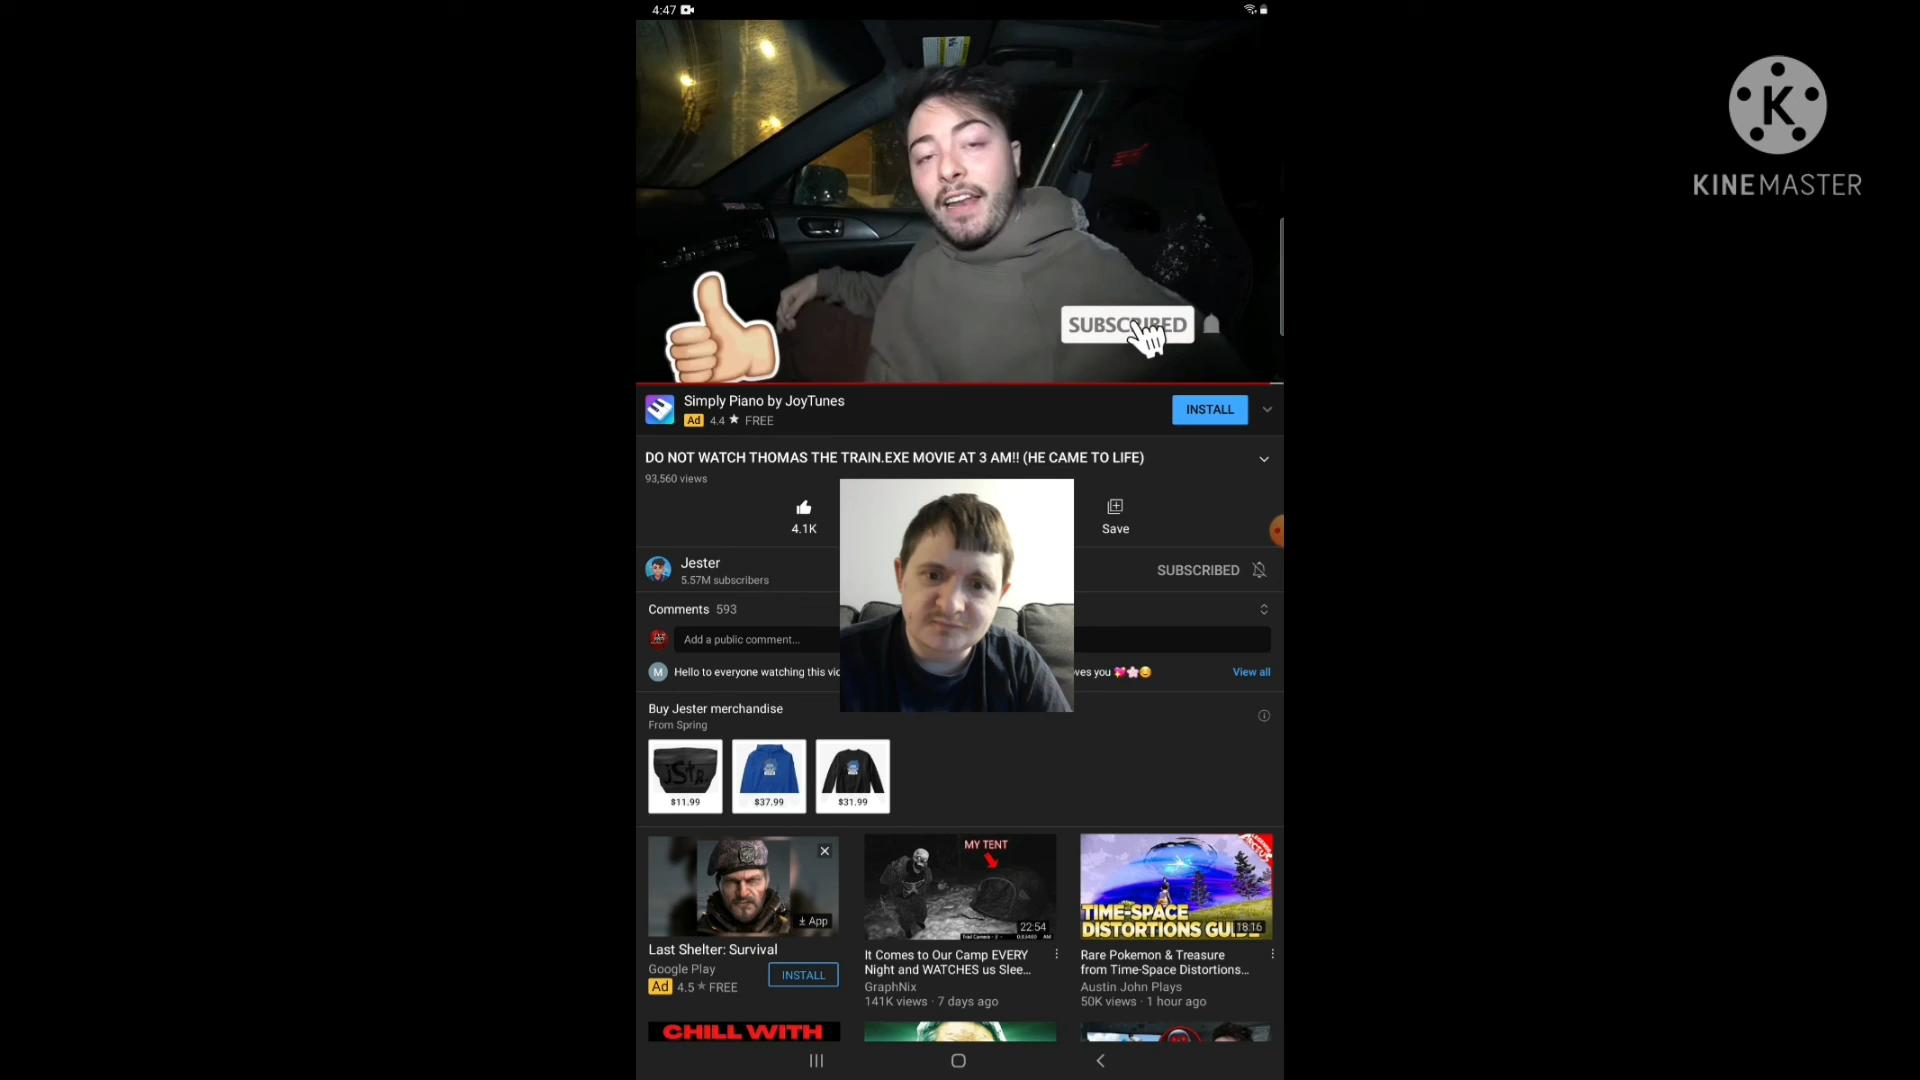 4:47
KINEMASTER
SUBSCRIBED
Simply Piano by JoyTunes
Ad 4.4 ★ FREE
INSTALL
DO NOT WATCH THOMAS THE TRAIN.EXE MOVIE AT 3 AM!! (HE CAME TO LIFE)
93,560 views
4.1K
Save
Jester
5.57M subscribers
SUBSCRIBED
Comments 593
Add a public comment...
M
Hello to everyone watching this
you 💖🌸😊
View all
Buy Jester merchandise
From Spring
$11.99
$37.99
$31.99
App
Last Shelter: Survival
Google Play
Ad 4.5 ★ FREE
INSTALL
MY TENT
22:54
It Comes to Our Camp EVERY
Night and WATCHES us Slee...
GraphNix
141K views · 7 days ago
TIME-SPACE
DISTORTIONS
18:16
Rare Pokemon & Treasure
from Time-Space Distortions...
Austin John Plays
50K views · 1 hour ago
CHILL WITH